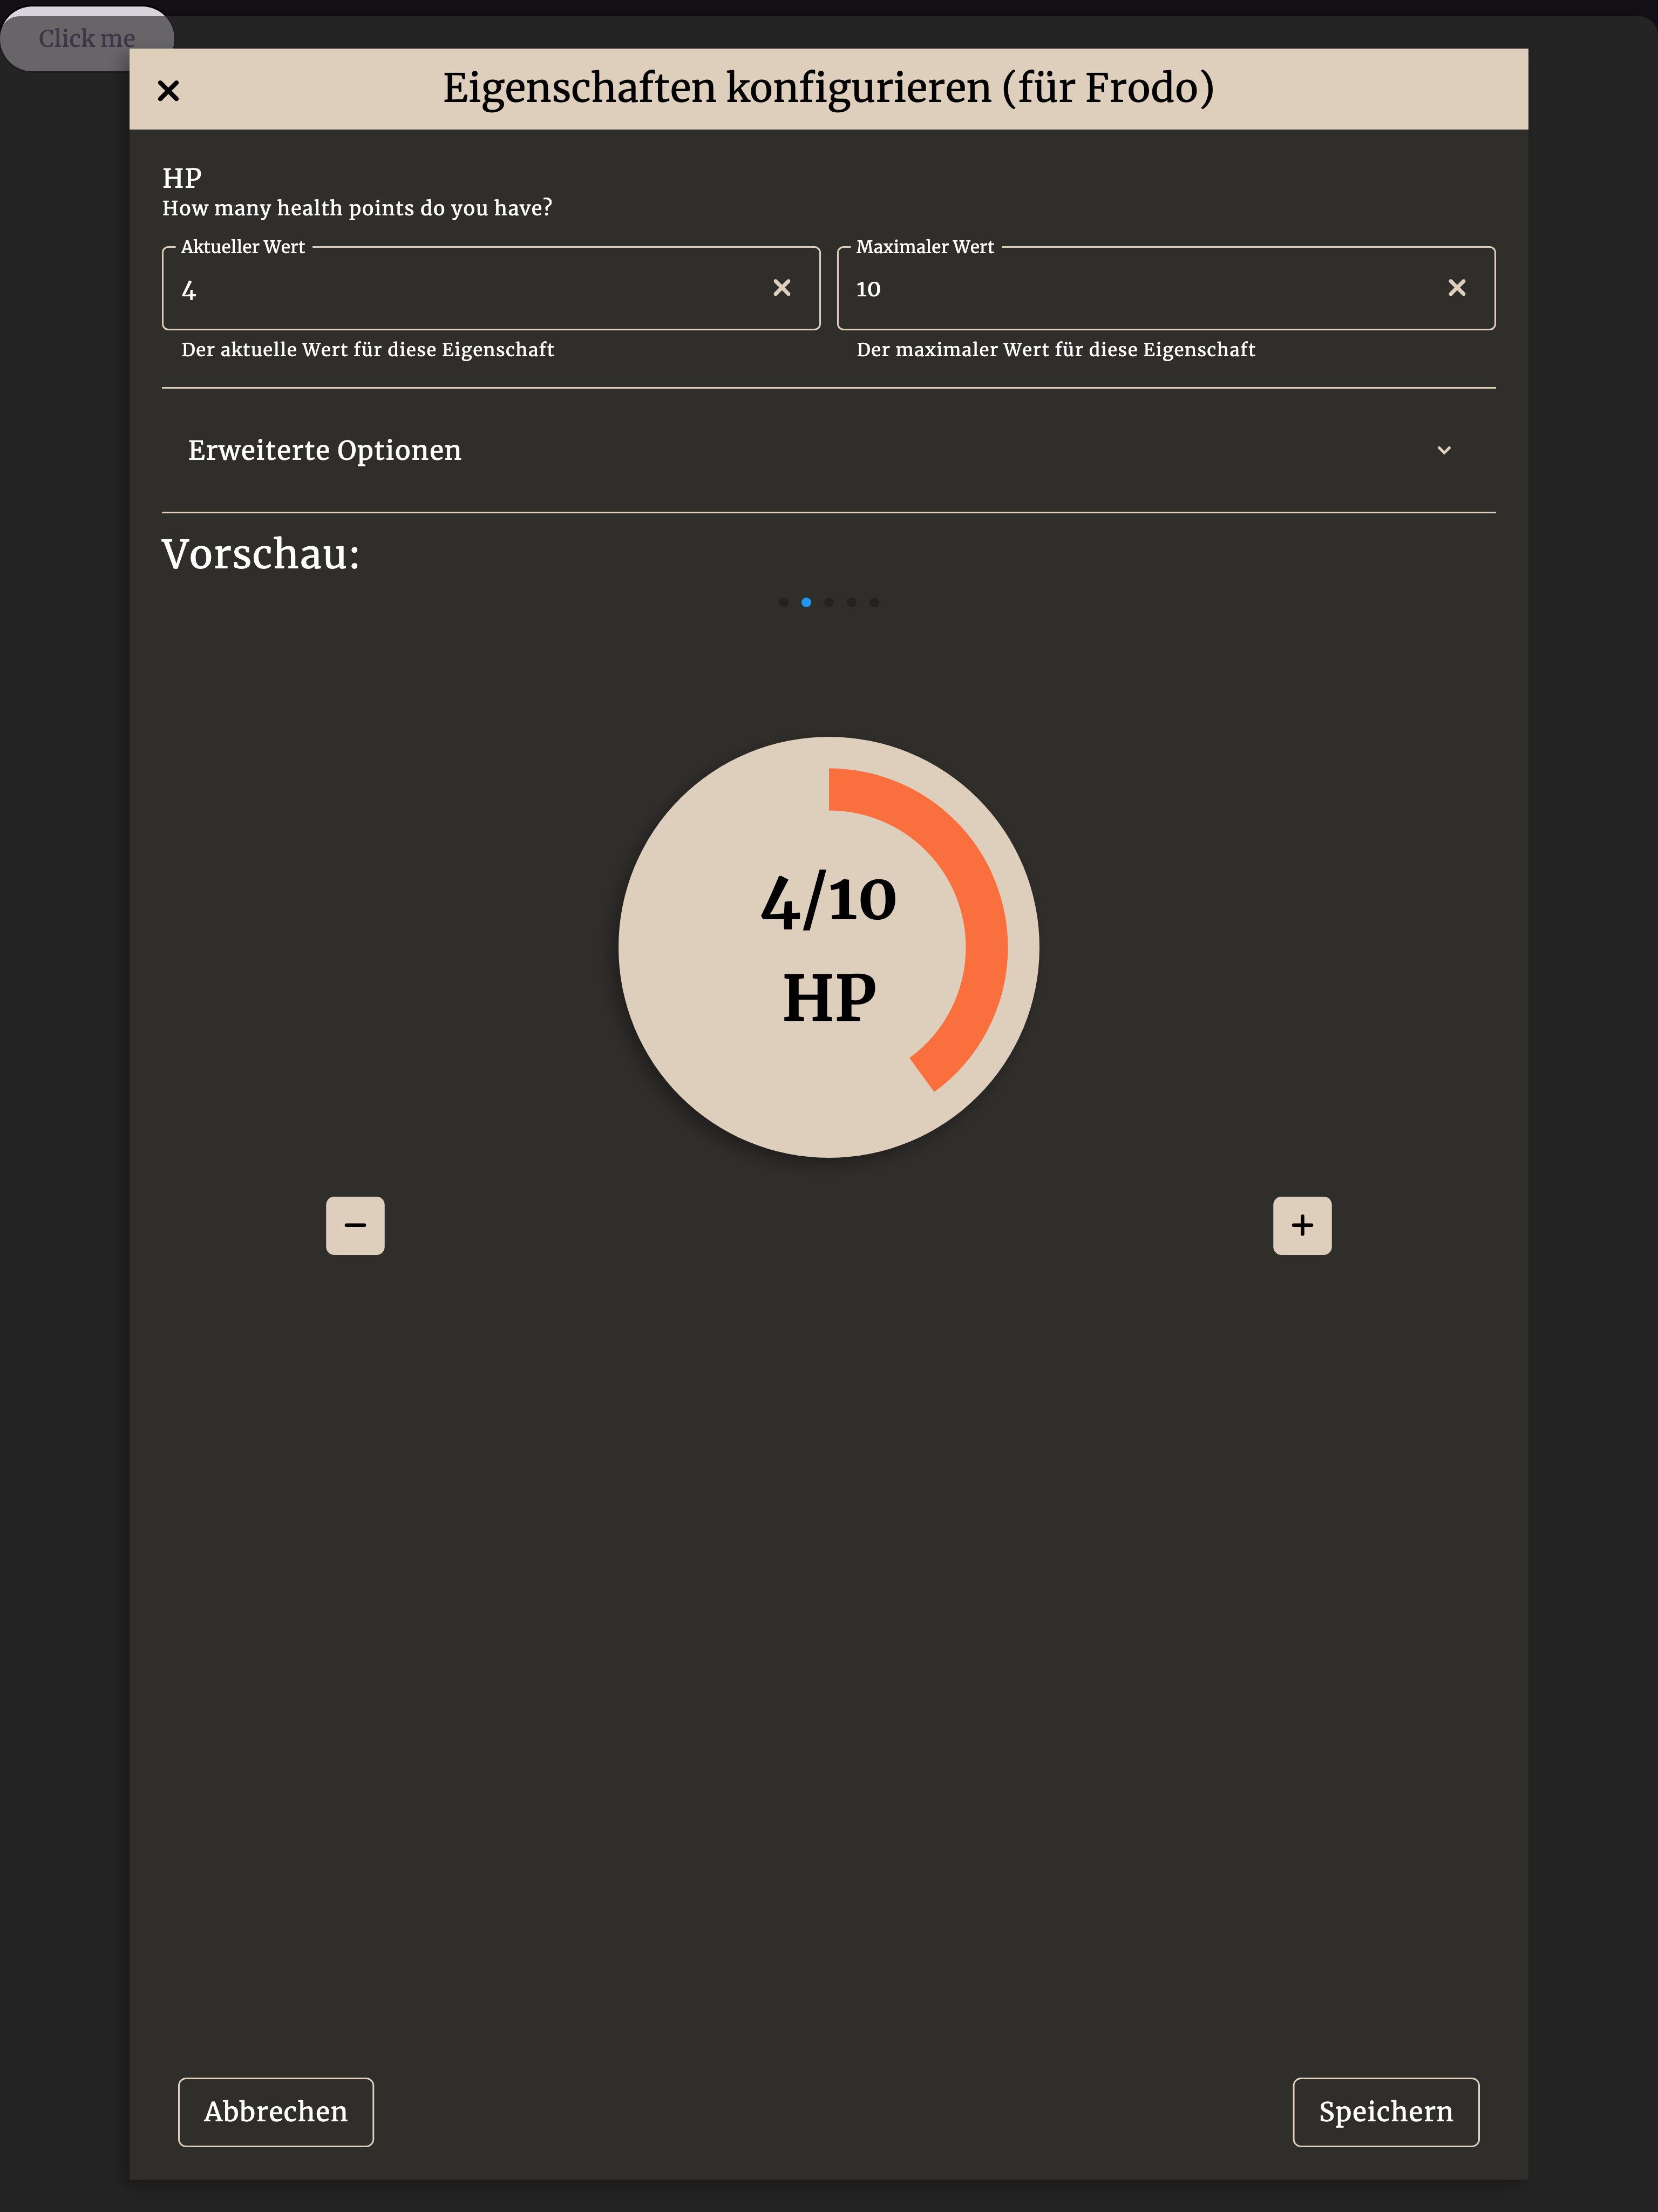 Click me
Eigenschaften konfigurieren (für Frodo)
HP
How many health points do you have?
Aktueller Wert
4
Der aktuelle Wert für diese Eigenschaft
Maximaler Wert
10
Der maximaler Wert für diese Eigenschaft
Erweiterte Optionen
Vorschau:
4/10
HP
Abbrechen
Speichern